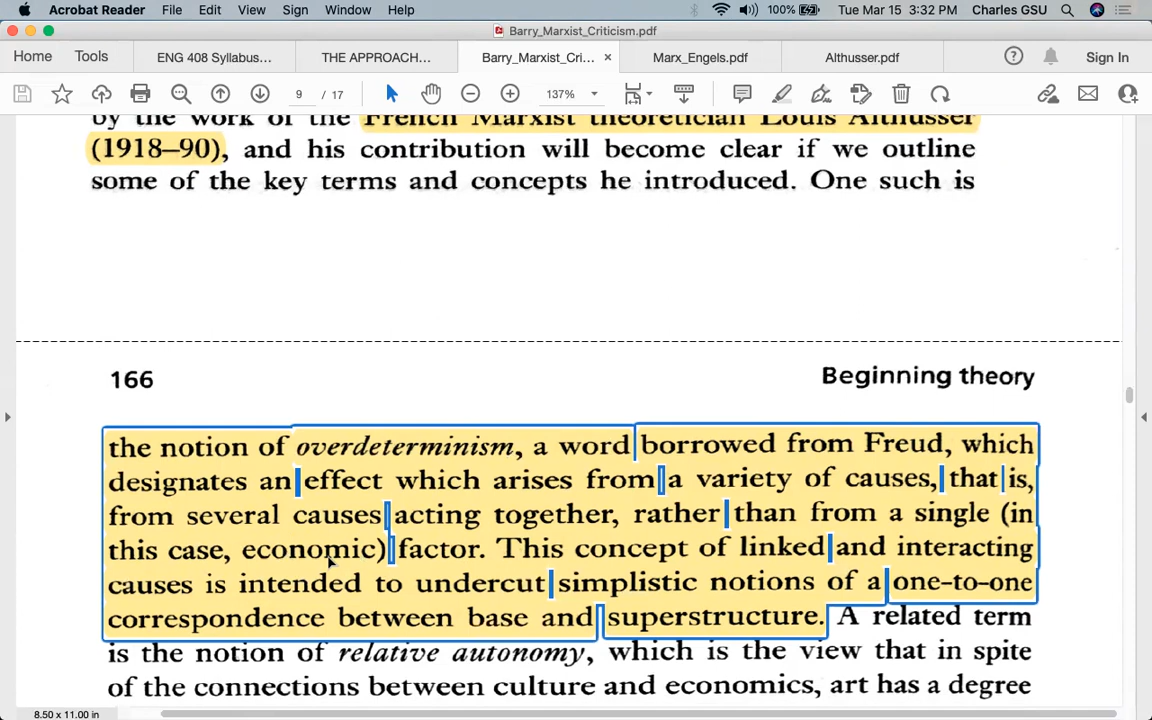 Acrobat Reader File Edit View Sign Window Help 100% Tue Mar 15 3:32 PM Charles GSU
Barry_Marxist_Criticism.pdf
Home Tools ENG 408 Syllabus... THE APPROACH... Barry_Marxist_Cri... × Marx_Engels.pdf Althusser.pdf Sign In
9 / 17 137%
by the work of the French Marxist theoretician Louis Althusser
(1918–90), and his contribution will become clear if we outline
some of the key terms and concepts he introduced. One such is
166 Beginning theory
the notion of overdeterminism, a word borrowed from Freud, which
designates an effect which arises from a variety of causes, that is,
from several causes acting together, rather than from a single (in
this case, economic) factor. This concept of linked and interacting
causes is intended to undercut simplistic notions of a one-to-one
correspondence between base and superstructure. A related term
is the notion of relative autonomy, which is the view that in spite
of the connections between culture and economics, art has a degree
8.50 x 11.00 in